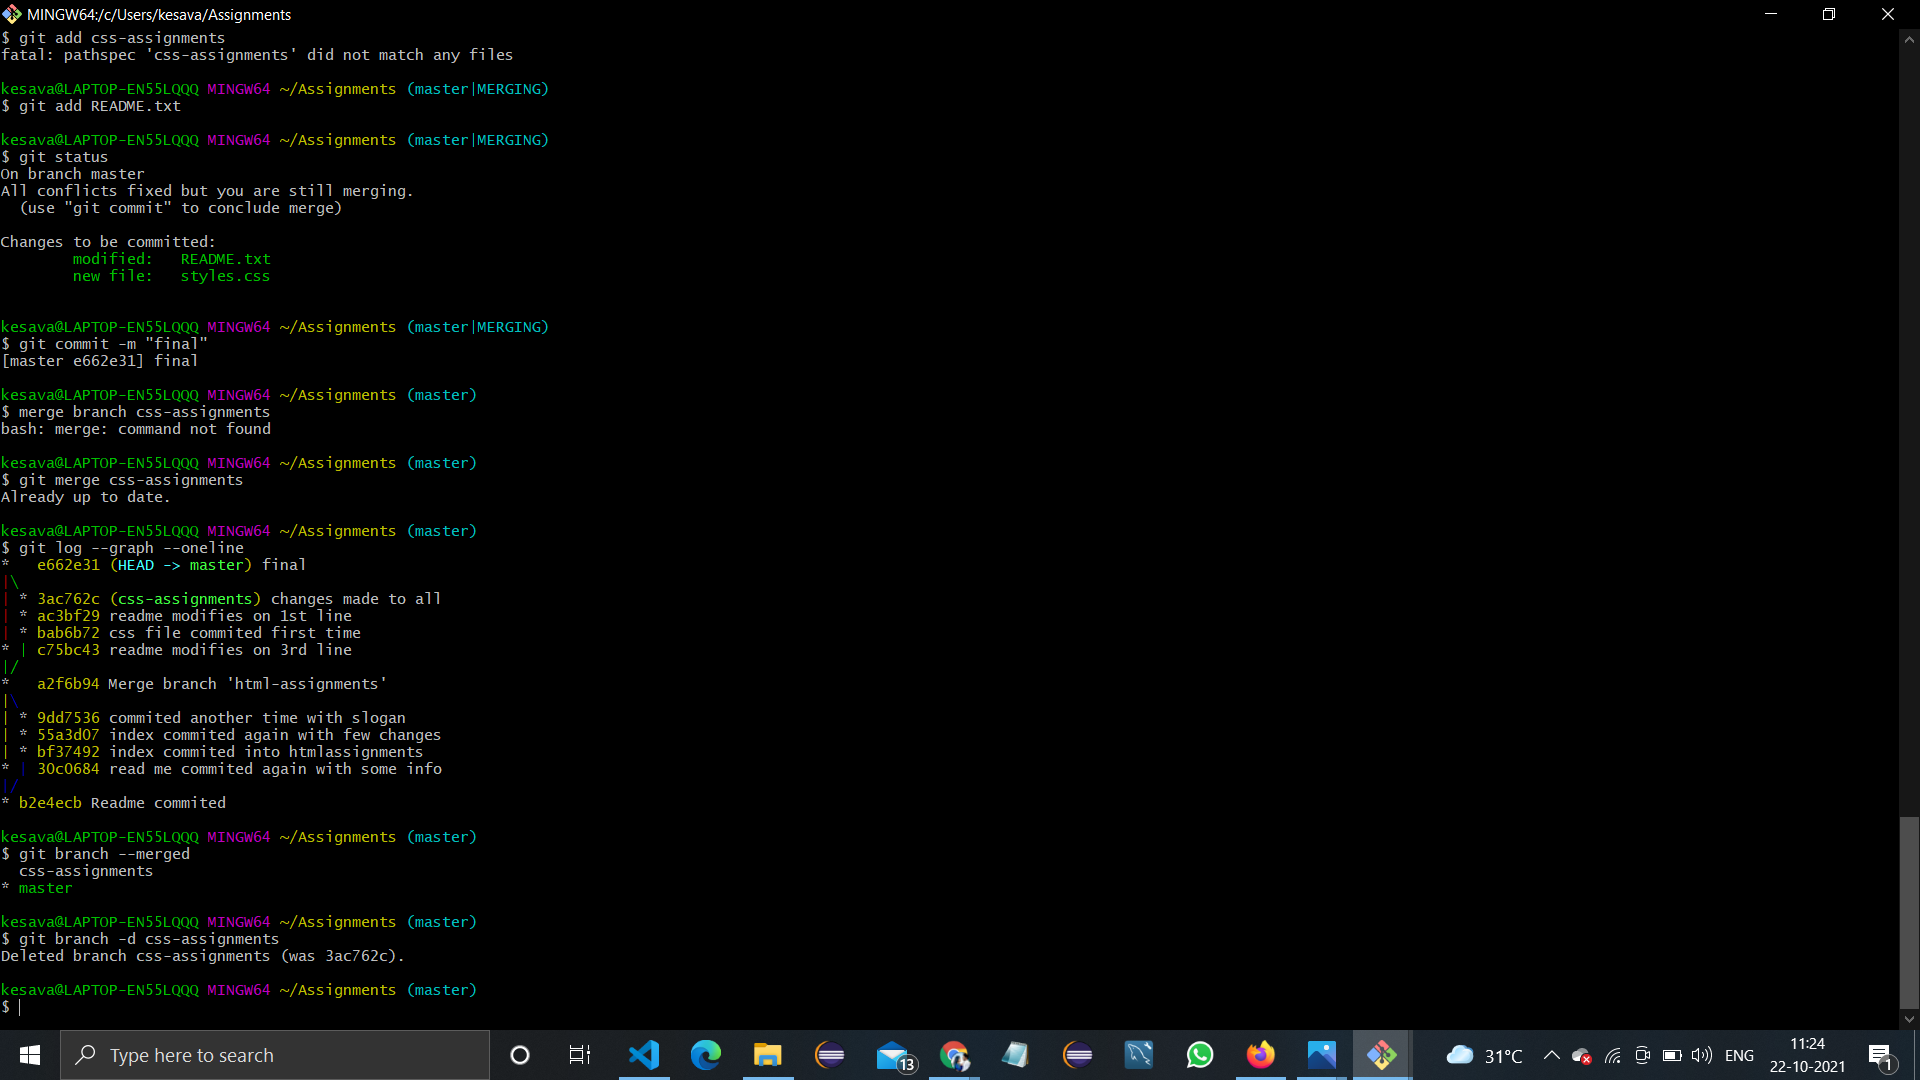 MINGW64:/c/Users/kesava/Assignments
$ git add css-assignments
fatal: pathspec 'css-assignments' did not match any files
kesava@LAPTOP-EN55LQQQ MINGW64 ~/Assignments (master|MERGING)
$ git add README.txt
kesava@LAPTOP-EN55LQQQ MINGW64 ~/Assignments (master|MERGING)
$ git status
On branch master
All conflicts fixed but you are still merging.
  (use "git commit" to conclude merge)
Changes to be committed:
        modified:   README.txt
        new file:   styles.css
kesava@LAPTOP-EN55LQQQ MINGW64 ~/Assignments (master|MERGING)
$ git commit -m "final"
[master e662e31] final
kesava@LAPTOP-EN55LQQQ MINGW64 ~/Assignments (master)
$ merge branch css-assignments
bash: merge: command not found
kesava@LAPTOP-EN55LQQQ MINGW64 ~/Assignments (master)
$ git merge css-assignments
Already up to date.
kesava@LAPTOP-EN55LQQQ MINGW64 ~/Assignments (master)
$ git log --graph --oneline
*   e662e31 (HEAD -> master) final
|\
| * 3ac762c (css-assignments) changes made to all
| * ac3bf29 readme modifies on 1st line
| * bab6b72 css file commited first time
* | c75bc43 readme modifies on 3rd line
|/
*   a2f6b94 Merge branch 'html-assignments'
|\
| * 9dd7536 commited another time with slogan
| * 55a3d07 index commited again with few changes
| * bf37492 index commited into htmlassignments
* | 30c0684 read me commited again with some info
|/
* b2e4ecb Readme commited
kesava@LAPTOP-EN55LQQQ MINGW64 ~/Assignments (master)
$ git branch --merged
  css-assignments
* master
kesava@LAPTOP-EN55LQQQ MINGW64 ~/Assignments (master)
$ git branch -d css-assignments
Deleted branch css-assignments (was 3ac762c).
kesava@LAPTOP-EN55LQQQ MINGW64 ~/Assignments (master)
$
Type here to search
13
31°C
ENG
11:24
22-10-2021
1